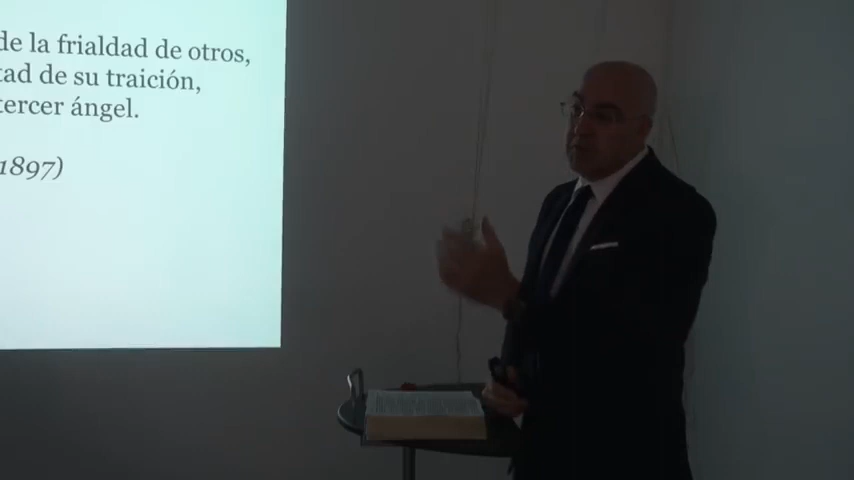 de la frialdad de otros,
tad de su traición,
tercer ángel.
1897)